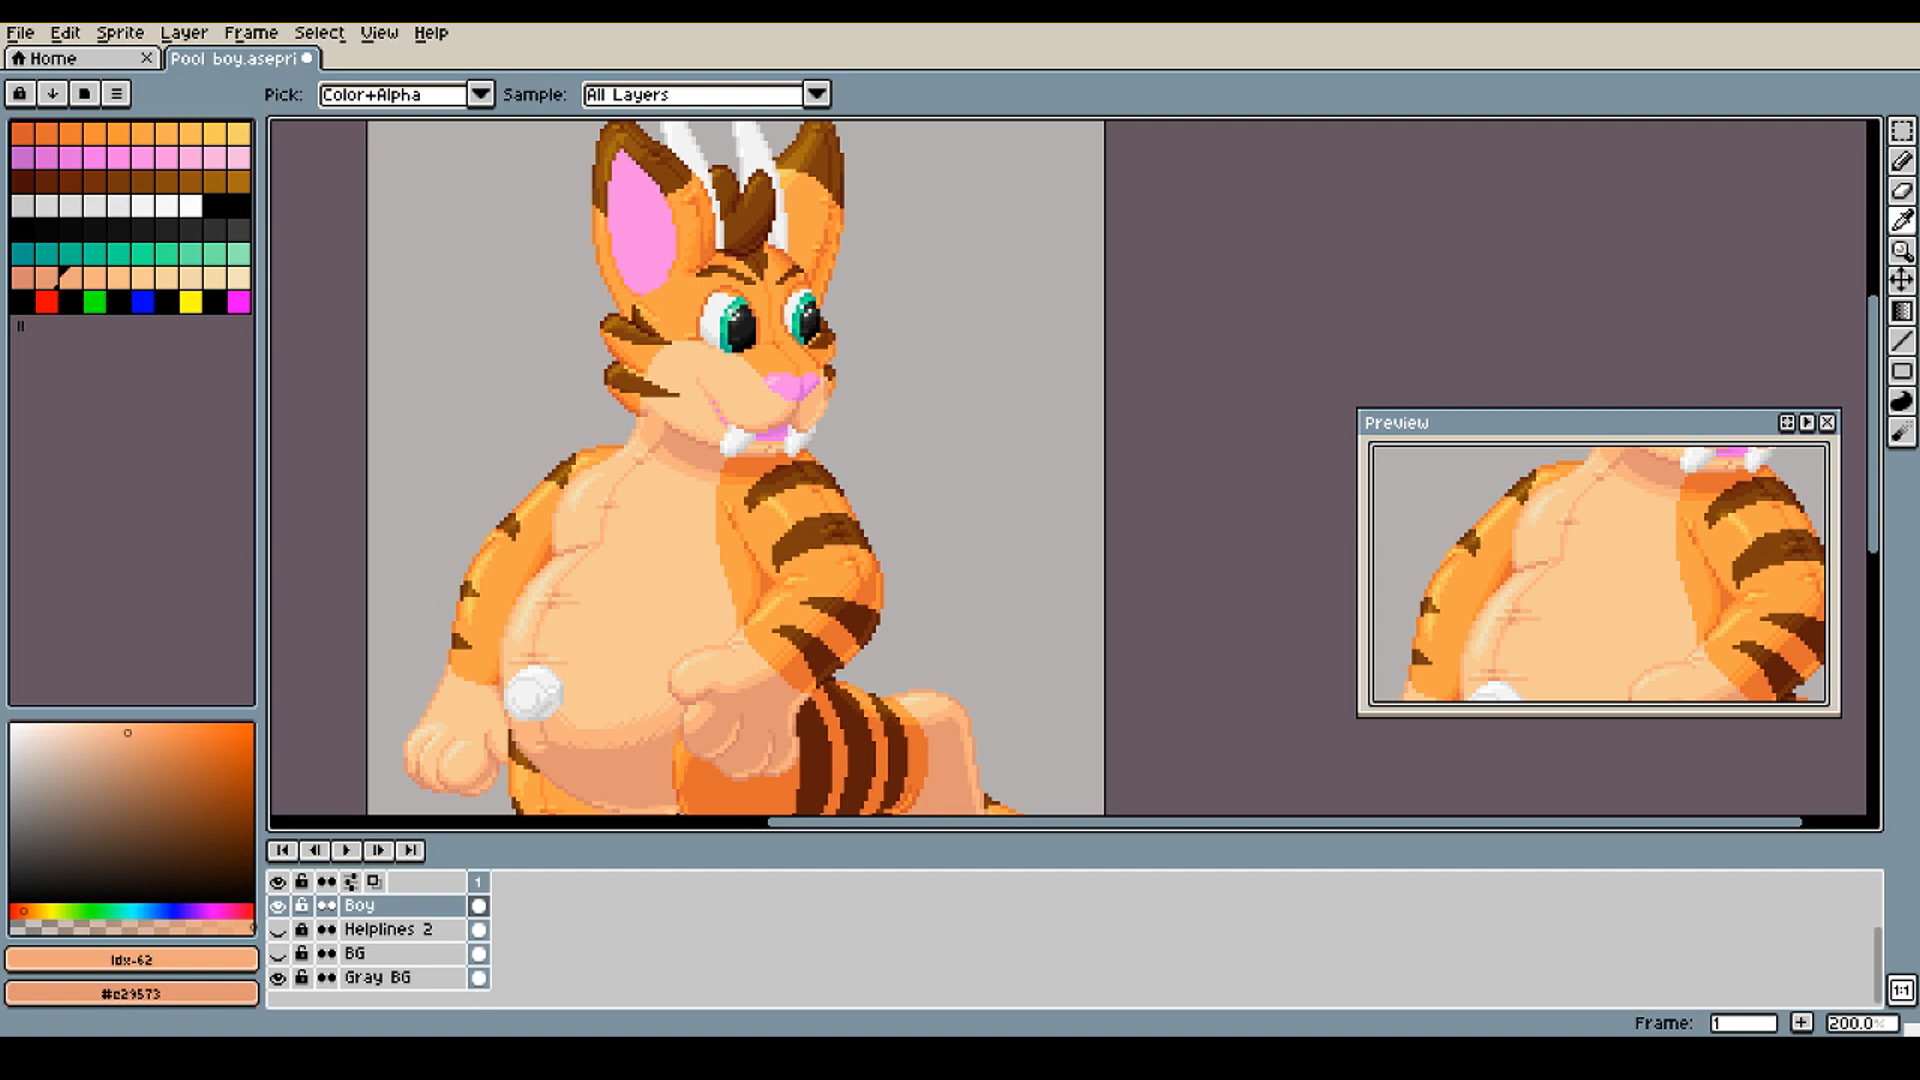 File Edit Sprite Layer Frame Select View Help
Home Pool boy.asepri
Pick: Color+Alpha Sample: All Layers
Preview
1
Boy
Helplines 2
BG
Gray BG
Idx-62
#e29573
1:1
Frame: 1 + 200.0%